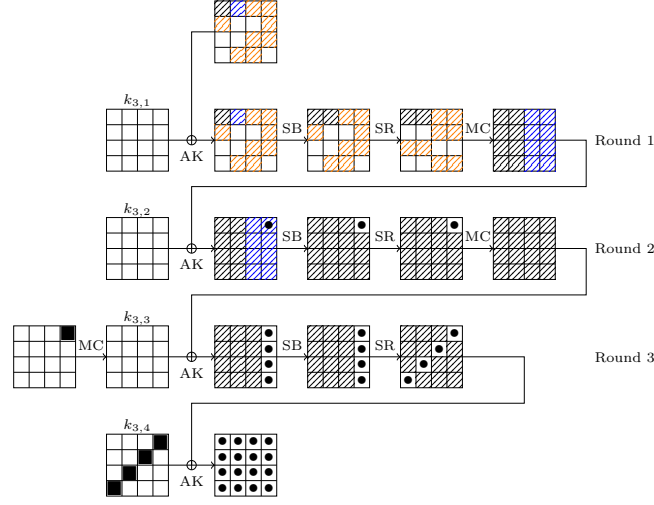 k3,1
SB SR MC Round 1
AK
k3,2
SB SR MC Round 2
AK
k3,3
MC SB SR Round 3
AK
k3,4
AK